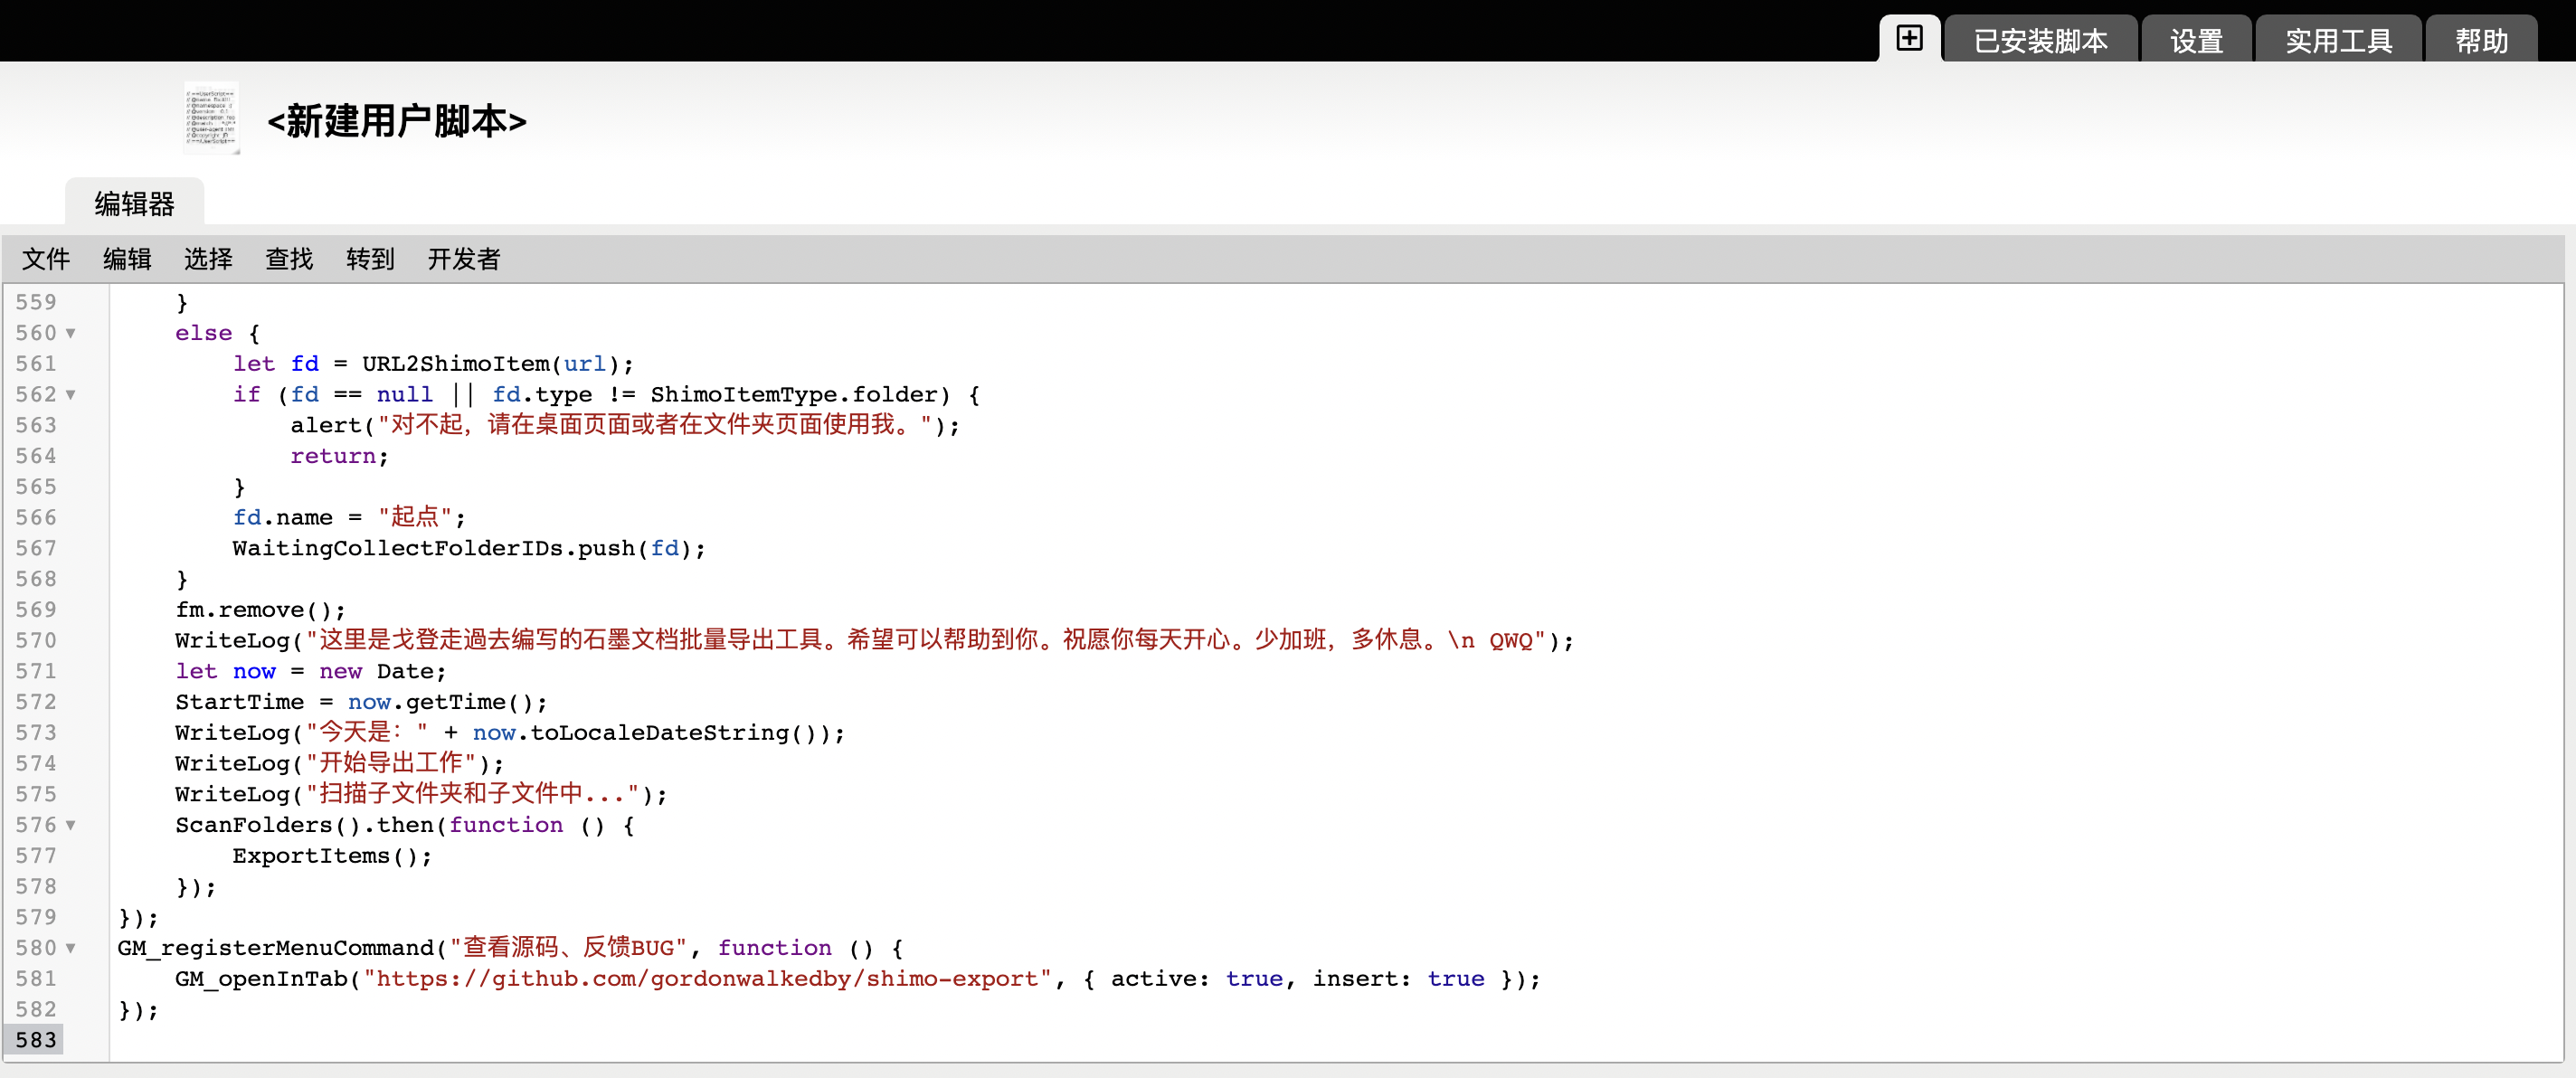 已安装脚本 设置 实用工具 帮助
<新建用户脚本>
编辑器
文件 编辑 选择 查找 转到 开发者
559 }
560 else {
561 let fd = URL2ShimoItem(url);
562 if (fd == null || fd.type != ShimoItemType.folder) {
563 alert("对不起，请在桌面页面或者在文件夹页面使用我。");
564 return;
565 }
566 fd.name = "起点";
567 WaitingCollectFolderIDs.push(fd);
568 }
569 fm.remove();
570 WriteLog("这里是戈登走過去编写的石墨文档批量导出工具。希望可以帮助到你。祝愿你每天开心。少加班，多休息。\n QWQ");
571 let now = new Date;
572 StartTime = now.getTime();
573 WriteLog("今天是：" + now.toLocaleDateString());
574 WriteLog("开始导出工作");
575 WriteLog("扫描子文件夹和子文件中...");
576 ScanFolders().then(function () {
577 ExportItems();
578 });
579 });
580 GM_registerMenuCommand("查看源码、反馈BUG", function () {
581 GM_openInTab("https://github.com/gordonwalkedby/shimo-export", { active: true, insert: true });
582 });
583